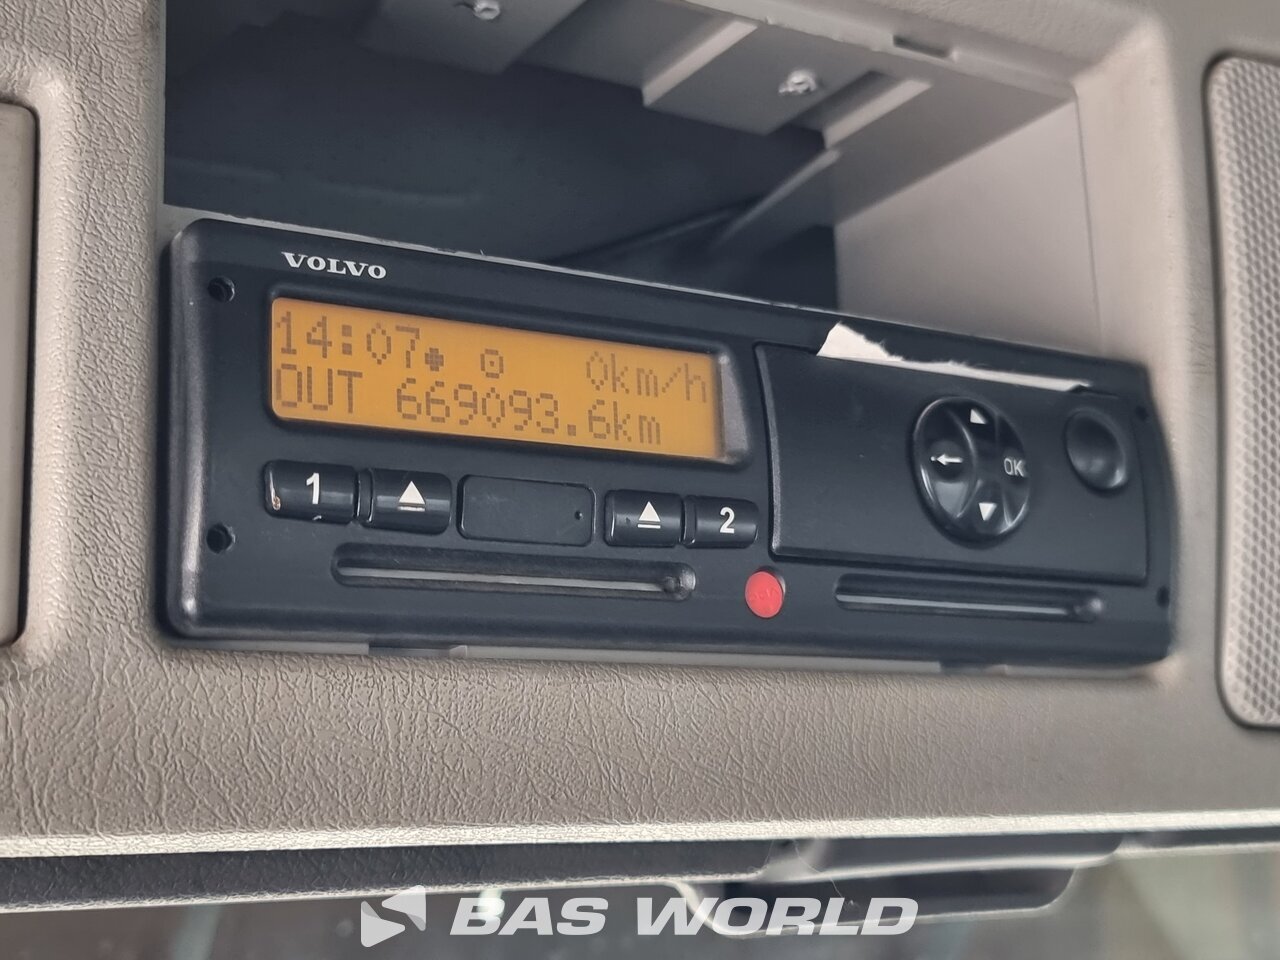 VOLVO
14:07 0km/h
OUT 669093.6km
1
2
OK
BAS WORLD